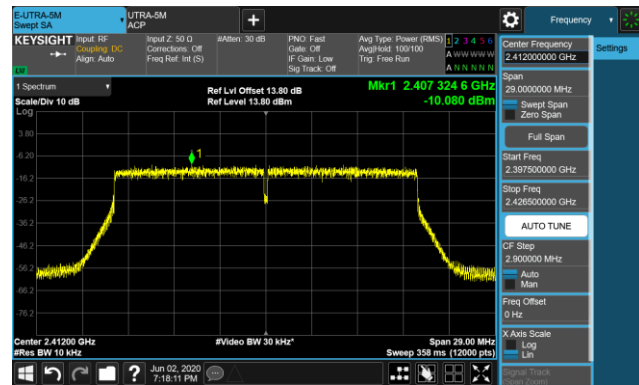 E-UTRA-5M
Swept SA
UTRA-5M
ACP
Frequency
KEYSIGHT
Input: RF
Coupling: DC
Align: Auto
Input Z: 50 Ω
Corrections: Off
Freq Ref: Int (S)
#Atten: 30 dB
PNO: Fast
Gate: Off
IF Gain: Low
Sig Track: Off
Avg Type: Power (RMS)
Avg|Hold: 100/100
Trig: Free Run
1 2 3 4 5 6
A W W W W W
A N N N N N
1 Spectrum
Scale/Div 10 dB
Log
Ref Lvl Offset 13.80 dB
Ref Level 13.80 dBm
Mkr1 2.407 324 6 GHz
-10.080 dBm
1
3.80
-6.20
-16.2
-26.2
-36.2
-46.2
-56.2
-66.2
-76.2
Center 2.41200 GHz
#Res BW 10 kHz
#Video BW 30 kHz*
Span 29.00 MHz
Sweep 358 ms (12000 pts)
Jun 02, 2020
7:18:11 PM
Center Frequency
2.412000000 GHz
Settings
Span
29.0000000 MHz
Swept Span
Zero Span
Full Span
Start Freq
2.397500000 GHz
Stop Freq
2.426500000 GHz
AUTO TUNE
CF Step
2.900000 MHz
Auto
Man
Freq Offset
0 Hz
X Axis Scale
Log
Lin
Signal Track
(Span Zoom)